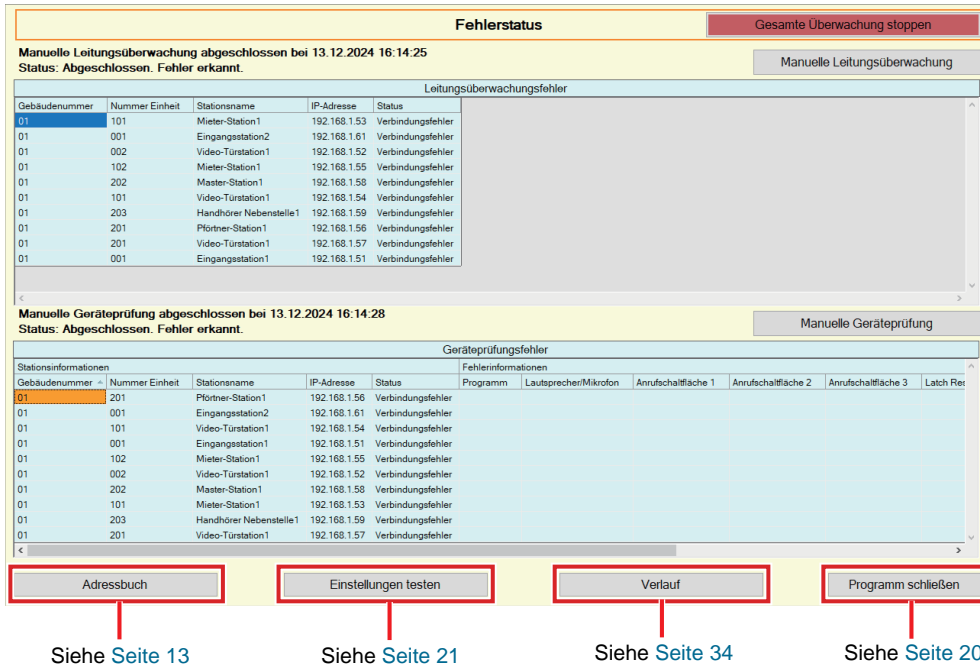 Fehlerstatus
Gesamte Überwachung stoppen
Manuelle Leitungsüberwachung abgeschlossen bei 13.12.2024 16:14:25
Status: Abgeschlossen. Fehler erkannt.
Manuelle Leitungsüberwachung
Leitungsüberwachungsfehler
Gebäudenummer Nummer Einheit Stationsname IP-Adresse Status
01 101 Mieter-Station1 192.168.1.53 Verbindungsfehler
01 001 Eingangsstation2 192.168.1.61 Verbindungsfehler
01 002 Video-Türstation1 192.168.1.52 Verbindungsfehler
01 102 Mieter-Station1 192.168.1.55 Verbindungsfehler
01 202 Master-Station1 192.168.1.58 Verbindungsfehler
01 101 Video-Türstation1 192.168.1.54 Verbindungsfehler
01 203 Handhörer Nebenstelle1 192.168.1.59 Verbindungsfehler
01 201 Pförtner-Station1 192.168.1.56 Verbindungsfehler
01 201 Video-Türstation1 192.168.1.57 Verbindungsfehler
01 001 Eingangsstation1 192.168.1.51 Verbindungsfehler
Manuelle Geräteprüfung abgeschlossen bei 13.12.2024 16:14:28
Status: Abgeschlossen. Fehler erkannt.
Manuelle Geräteprüfung
Geräteprüfungsfehler
Stationsinformationen Fehlerinformationen
Gebäudenummer Nummer Einheit Stationsname IP-Adresse Status Programm Lautsprecher/Mikrofon Anrufschaltfläche 1 Anrufschaltfläche 2 Anrufschaltfläche 3 Latch Res
01 201 Pförtner-Station1 192.168.1.56 Verbindungsfehler
01 001 Eingangsstation2 192.168.1.61 Verbindungsfehler
01 101 Video-Türstation1 192.168.1.54 Verbindungsfehler
01 001 Eingangsstation1 192.168.1.51 Verbindungsfehler
01 102 Mieter-Station1 192.168.1.55 Verbindungsfehler
01 002 Video-Türstation1 192.168.1.52 Verbindungsfehler
01 202 Master-Station1 192.168.1.58 Verbindungsfehler
01 101 Mieter-Station1 192.168.1.53 Verbindungsfehler
01 203 Handhörer Nebenstelle1 192.168.1.59 Verbindungsfehler
01 201 Video-Türstation1 192.168.1.57 Verbindungsfehler
Adressbuch Einstellungen testen Verlauf Programm schließen
Siehe Seite 13 Siehe Seite 21 Siehe Seite 34 Siehe Seite 20